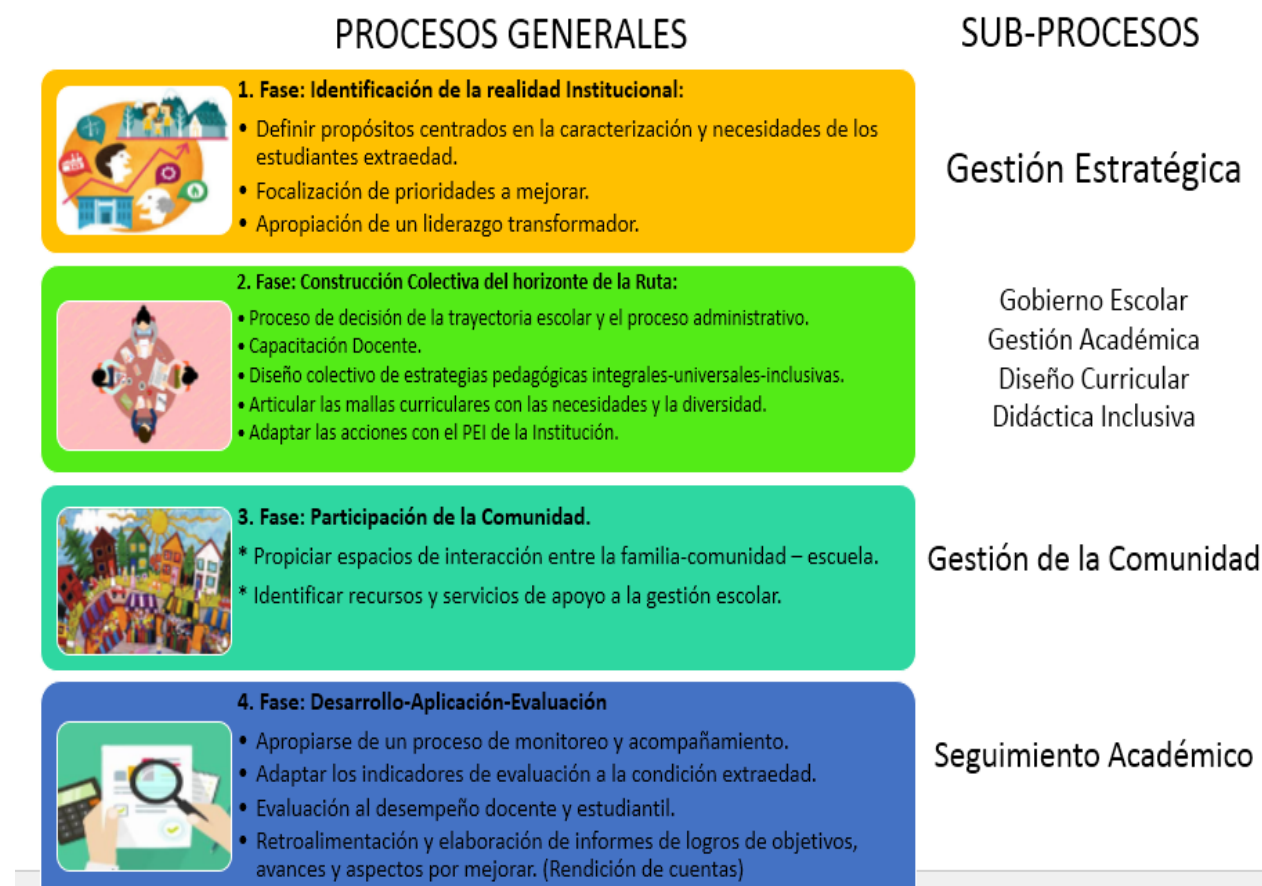 PROCESOS GENERALES
SUB-PROCESOS
1. Fase: Identificación de la realidad Institucional:
• Definir propósitos centrados en la caracterización y necesidades de los
estudiantes extraedad.
• Focalización de prioridades a mejorar.
• Apropiación de un liderazgo transformador.
Gestión Estratégica
2. Fase: Construcción Colectiva del horizonte de la Ruta:
• Proceso de decisión de la trayectoria escolar y el proceso administrativo.
• Capacitación Docente.
• Diseño colectivo de estrategias pedagógicas integrales-universales-inclusivas.
• Articular las mallas curriculares con las necesidades y la diversidad.
• Adaptar las acciones con el PEI de la Institución.
Gobierno Escolar
Gestión Académica
Diseño Curricular
Didáctica Inclusiva
3. Fase: Participación de la Comunidad.
* Propiciar espacios de interacción entre la familia-comunidad – escuela.
* Identificar recursos y servicios de apoyo a la gestión escolar.
Gestión de la Comunidad
4. Fase: Desarrollo-Aplicación-Evaluación
• Apropiarse de un proceso de monitoreo y acompañamiento.
• Adaptar los indicadores de evaluación a la condición extraedad.
• Evaluación al desempeño docente y estudiantil.
• Retroalimentación y elaboración de informes de logros de objetivos,
avances y aspectos por mejorar. (Rendición de cuentas)
Seguimiento Académico